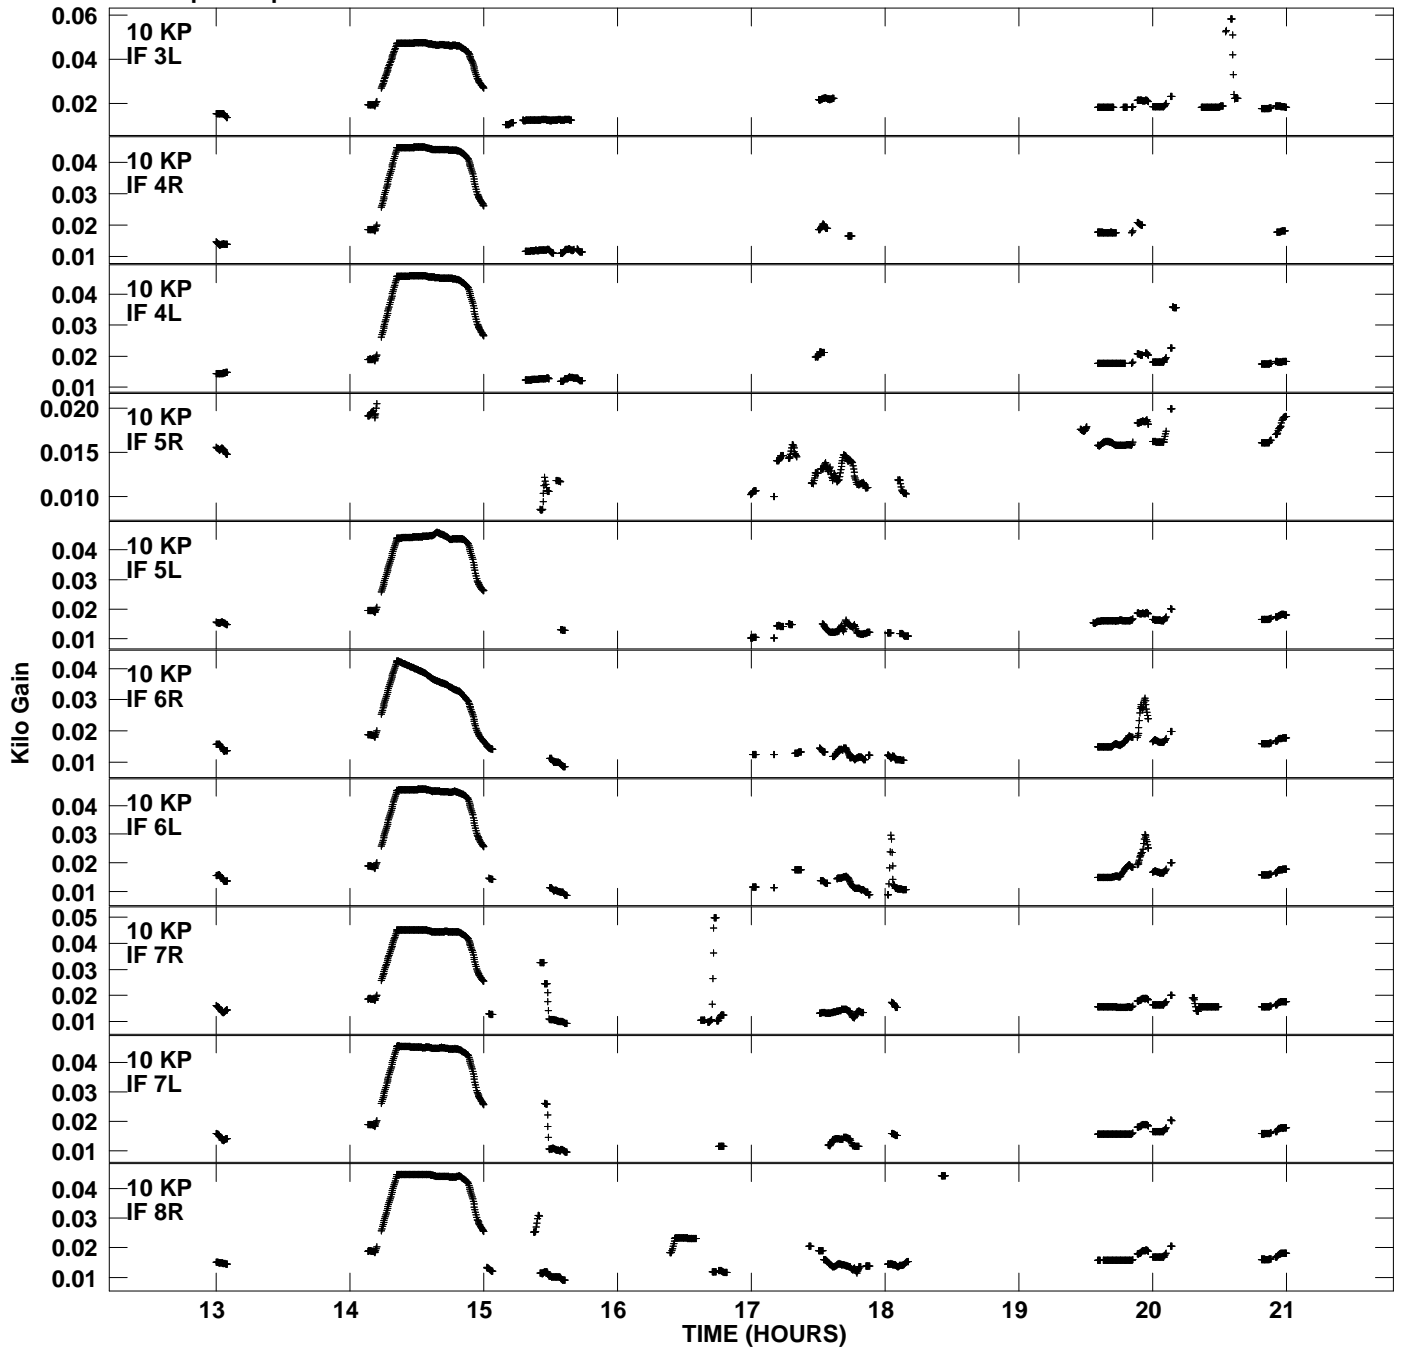 0.06
0.04
0.02
10 KP
IF 3L
0.04
0.03
0.02
0.01
10 KP
IF 4R
0.04
0.03
0.02
0.01
10 KP
IF 4L
0.020
0.015
0.010
10 KP
IF 5R
0.04
0.03
0.02
0.01
10 KP
IF 5L
0.04
0.03
0.02
0.01
10 KP
IF 6R
0.04
0.03
0.02
0.01
10 KP
IF 6L
0.05
0.04
0.03
0.02
0.01
10 KP
IF 7R
0.04
0.03
0.02
0.01
10 KP
IF 7L
0.04
0.03
0.02
0.01
10 KP
IF 8R
Kilo Gain
13 14 15 16 17 18 19 20 21
TIME (HOURS)